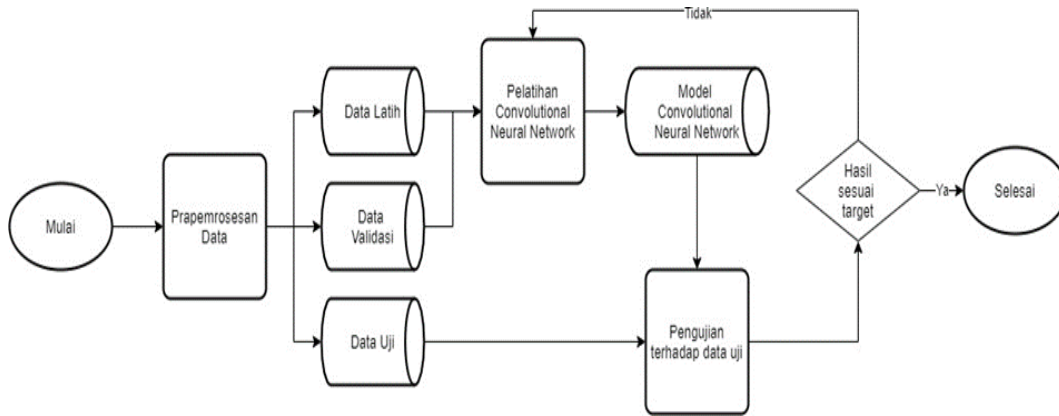 Mulai
Prapemrosesan
Data
Data Latih
Data
Validasi
Data Uji
Pelatihan
Convolutional
Neural Network
Model
Convolutional
Neural Network
Pengujian
terhadap data uji
Hasil
sesuai
target
Tidak
Ya
Selesai